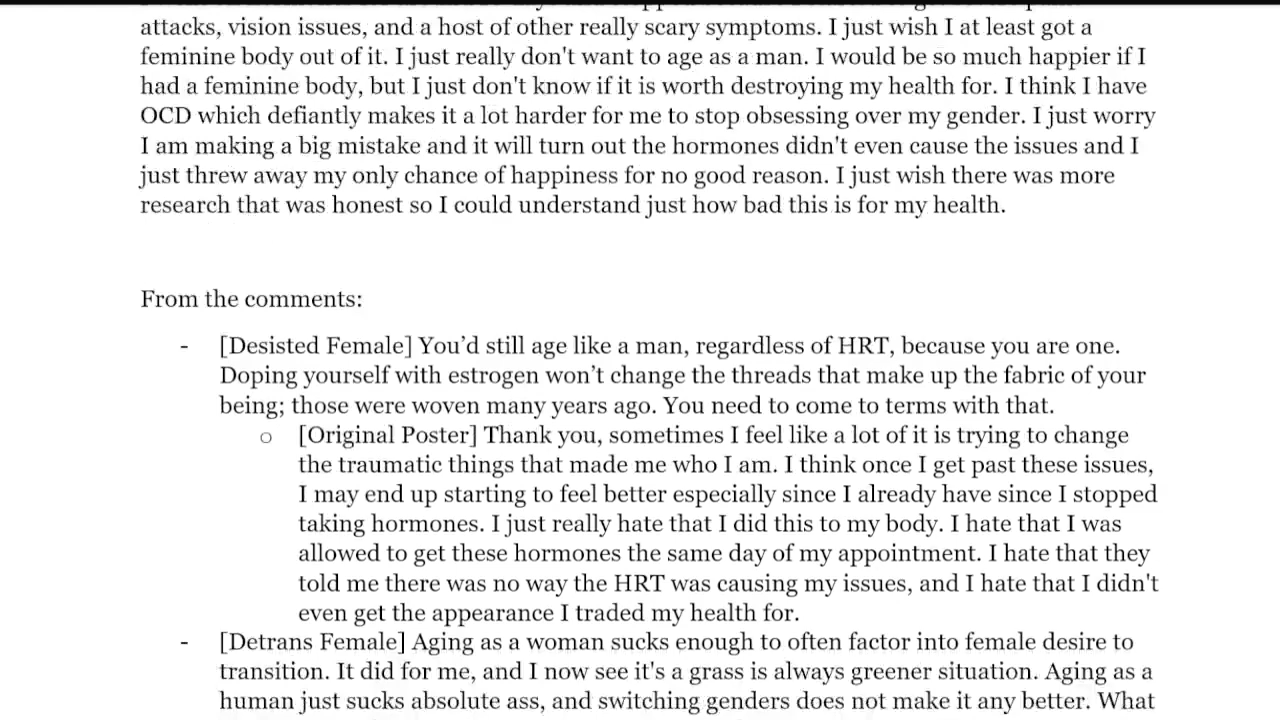 attacks, vision issues, and a host of other really scary symptoms. I just wish I at least got a
feminine body out of it. I just really don't want to age as a man. I would be so much happier if I
had a feminine body, but I just don't know if it is worth destroying my health for. I think I have
OCD which defiantly makes it a lot harder for me to stop obsessing over my gender. I just worry
I am making a big mistake and it will turn out the hormones didn't even cause the issues and I
just threw away my only chance of happiness for no good reason. I just wish there was more
research that was honest so I could understand just how bad this is for my health.
From the comments:
- [Desisted Female] You’d still age like a man, regardless of HRT, because you are one.
Doping yourself with estrogen won’t change the threads that make up the fabric of your
being; those were woven many years ago. You need to come to terms with that.
○ [Original Poster] Thank you, sometimes I feel like a lot of it is trying to change
the traumatic things that made me who I am. I think once I get past these issues,
I may end up starting to feel better especially since I already have since I stopped
taking hormones. I just really hate that I did this to my body. I hate that I was
allowed to get these hormones the same day of my appointment. I hate that they
told me there was no way the HRT was causing my issues, and I hate that I didn't
even get the appearance I traded my health for.
- [Detrans Female] Aging as a woman sucks enough to often factor into female desire to
transition. It did for me, and I now see it's a grass is always greener situation. Aging as a
human just sucks absolute ass, and switching genders does not make it any better. What